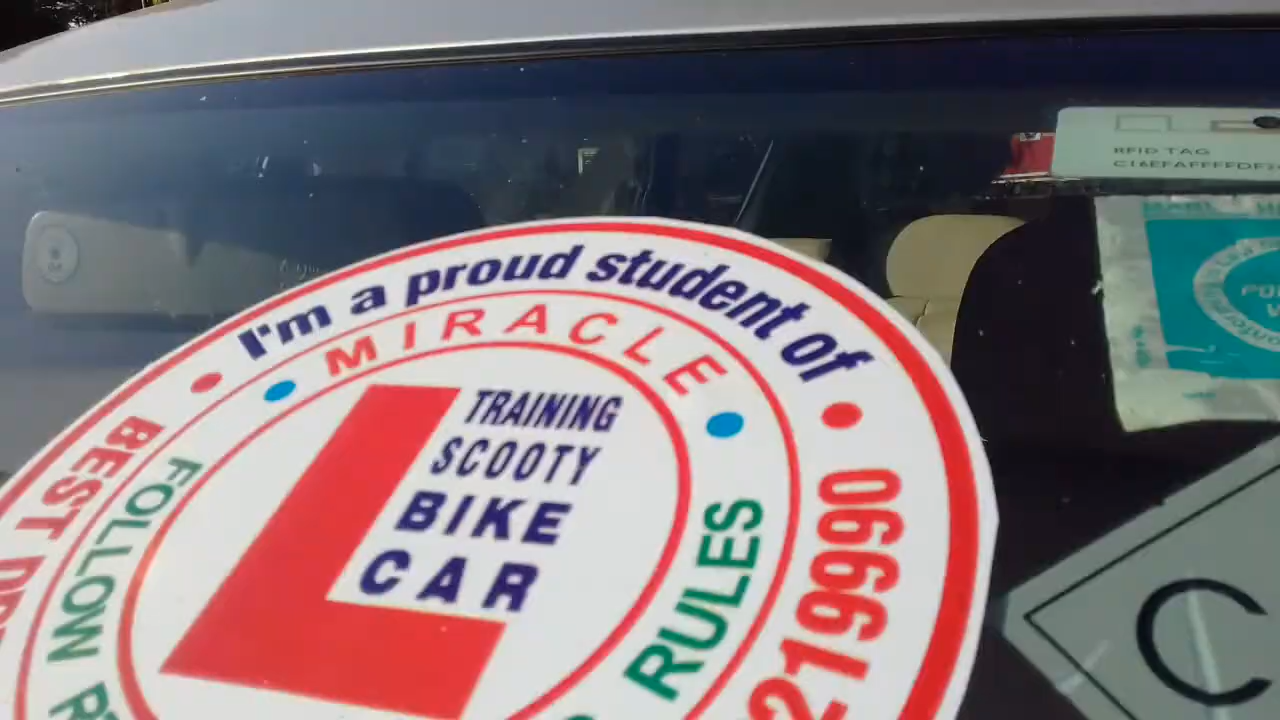 I'm a proud student of
MIRACLE
TRAINING
SCOOTY
BIKE
CAR
BEST
FOLLOW
RULES
219990
RFID TAG
C